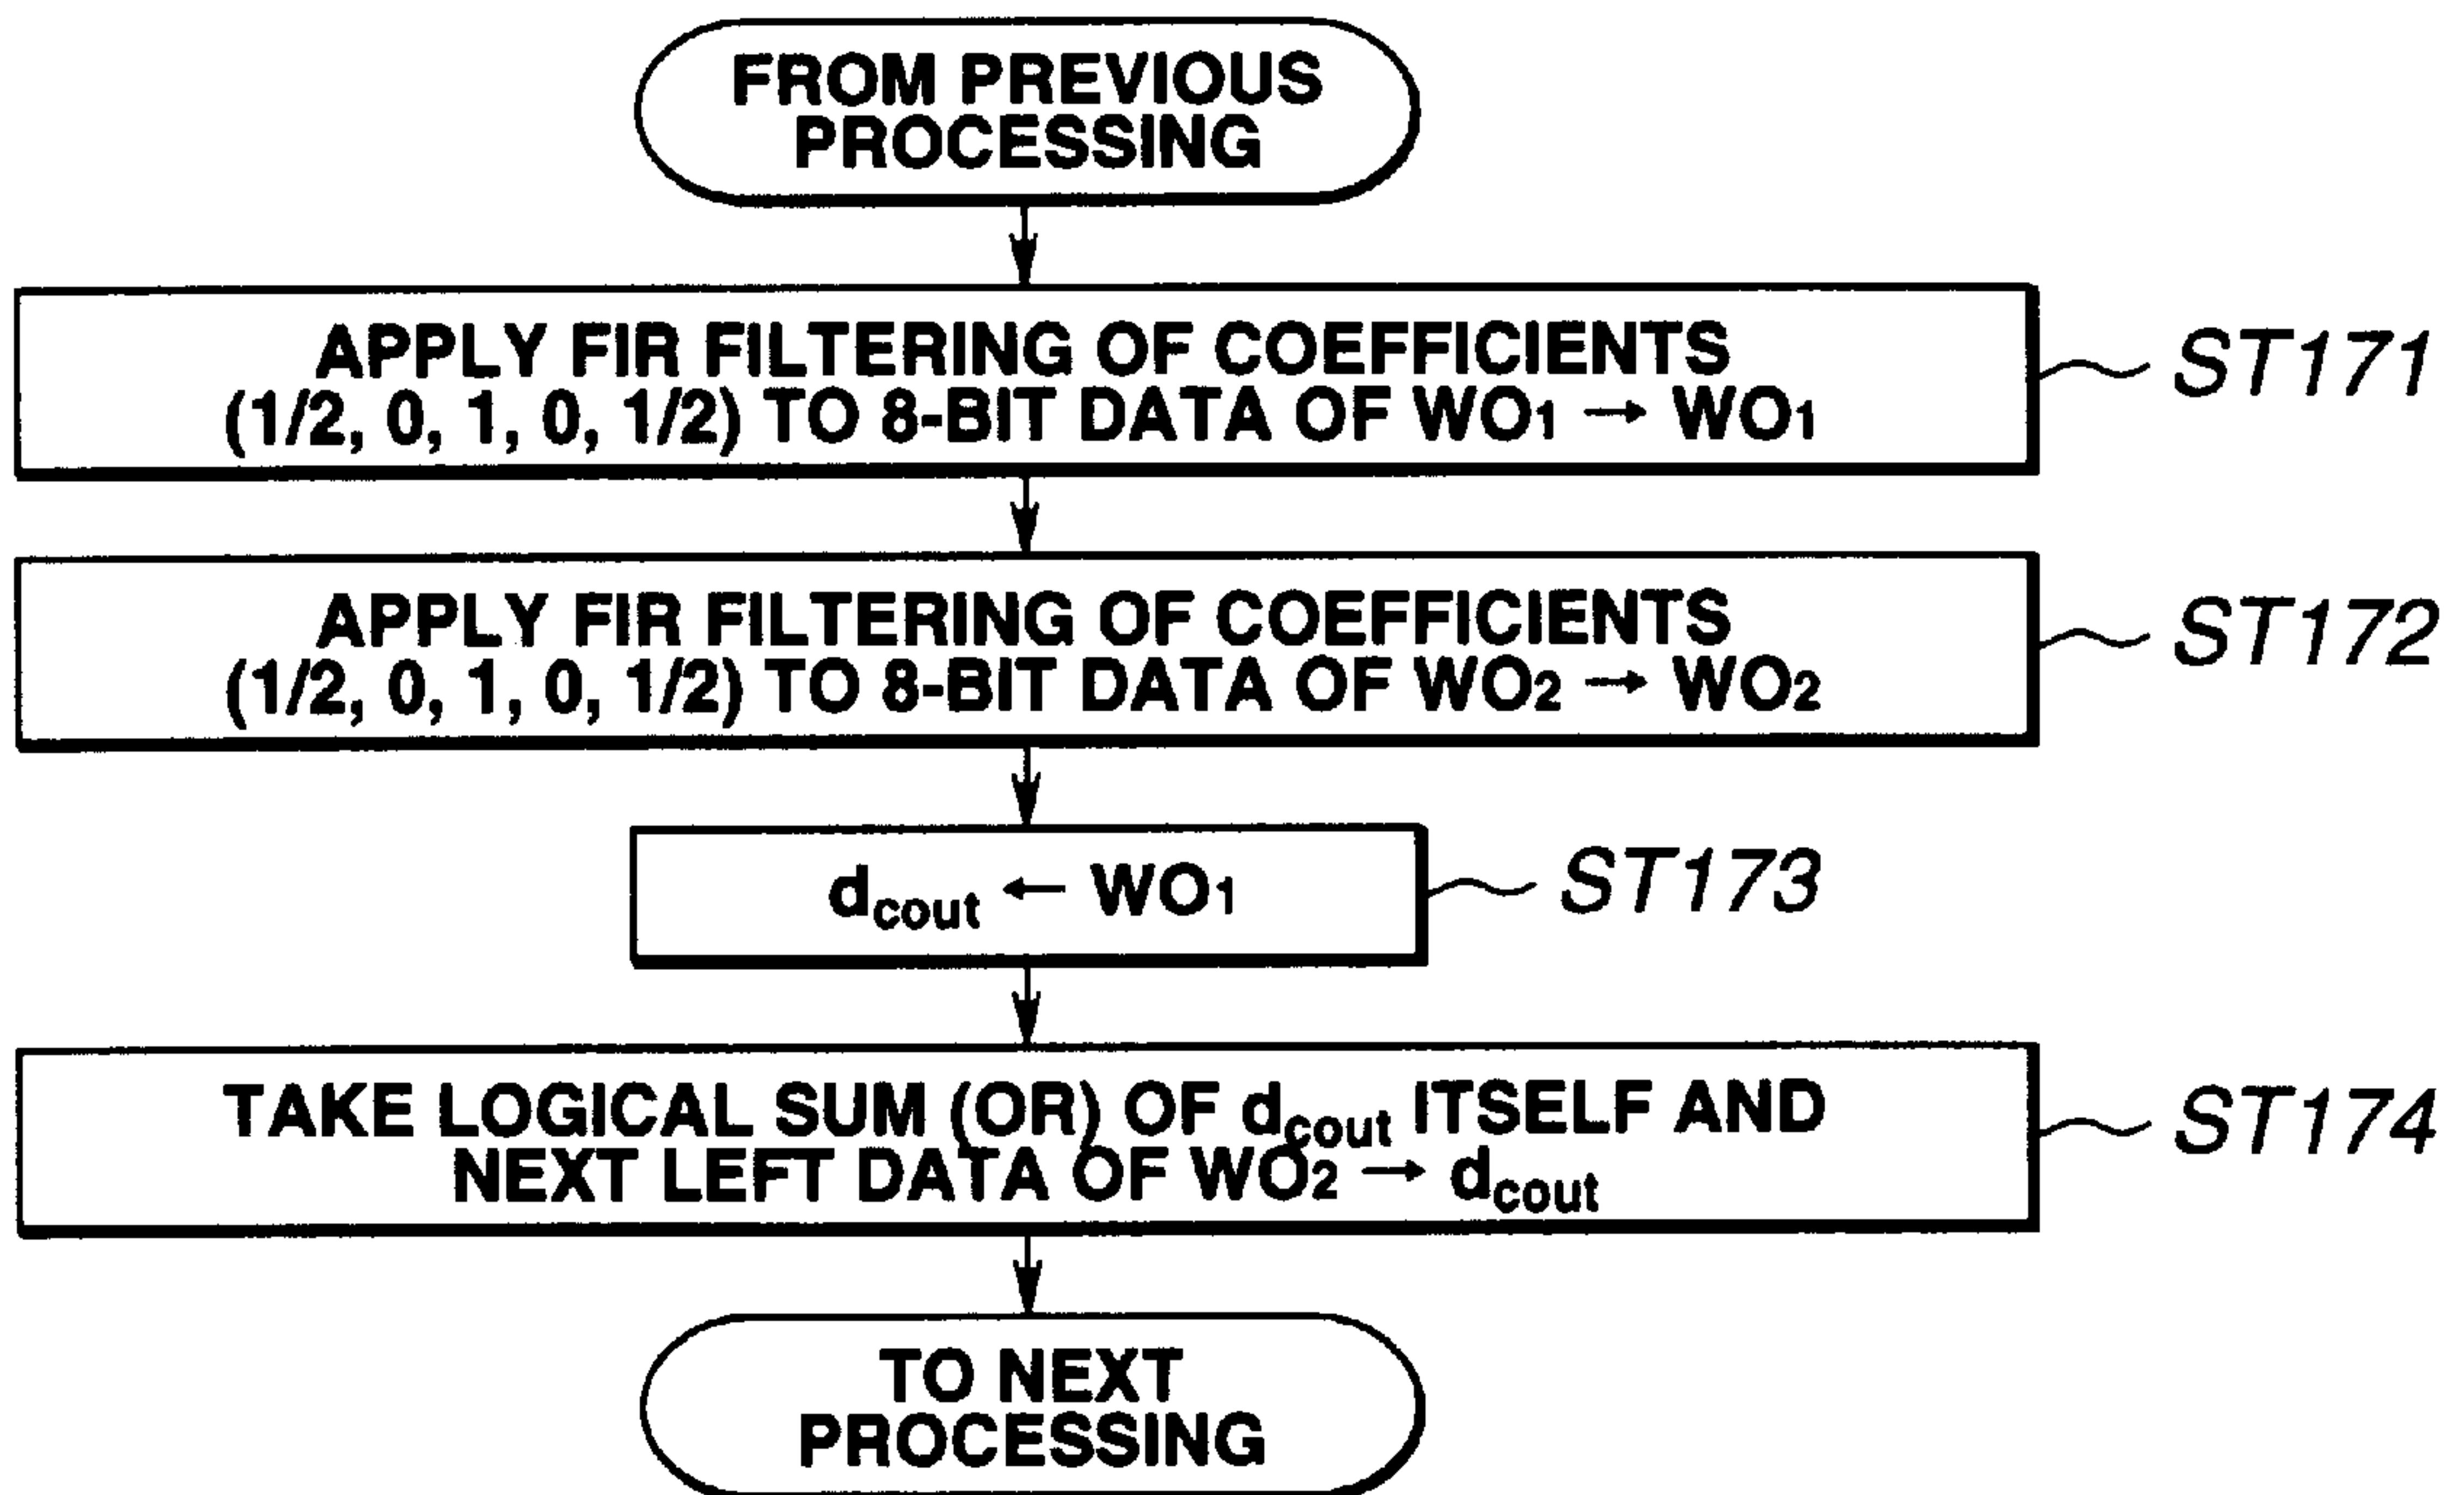 FROM PREVIOUS
PROCESSING
APPLY FIR FILTERING OF COEFFICIENTS
(1/2, 0, 1, 0, 1/2) TO 8-BIT DATA OF WO1 → WO1
ST171
APPLY FIR FILTERING OF COEFFICIENTS
(1/2, 0, 1, 0, 1/2) TO 8-BIT DATA OF WO2 → WO2
ST172
dcout ← WO1
ST173
TAKE LOGICAL SUM (OR) OF dcout ITSELF AND
NEXT LEFT DATA OF WO2 → dcout
ST174
TO NEXT
PROCESSING